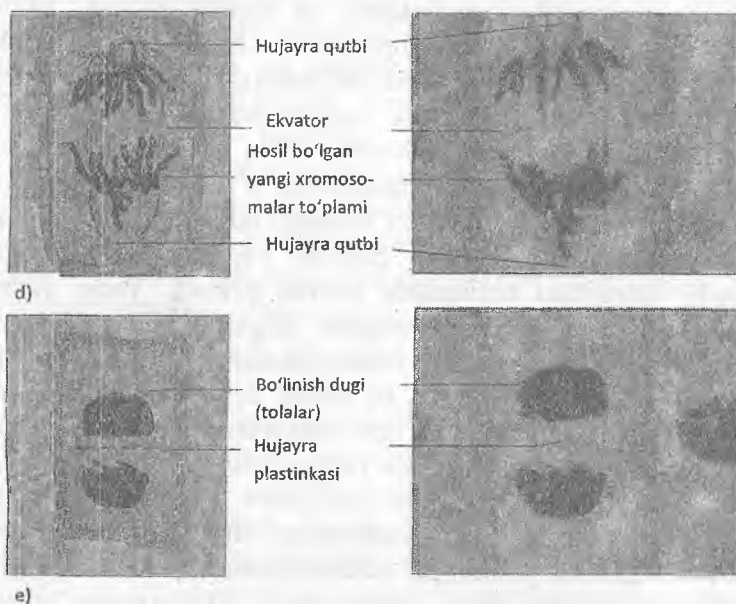 Hujayra qutbi
Ekvator
Hosil bo‘lgan
yangi xromoso-
malar to‘plami
Hujayra qutbi
d)
Bo‘linish dugi
(tolalar)
Hujayra
plastinkasi
e)